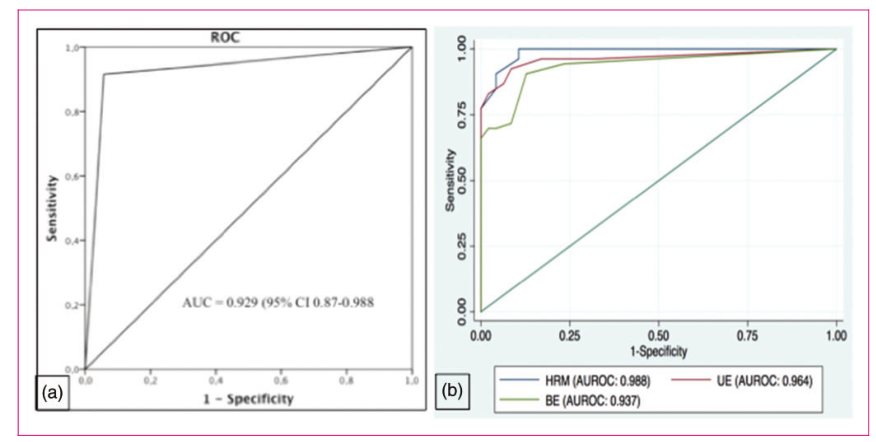 ROC
1,0
0,8
0,6
0,4
0,2
0,0
Sensitivity
AUC = 0.929 (95% CI 0.87-0.988
0,0 0,2 0,4 0,6 0,8 1,0
1 - Specificity
(a)
1.00
0.75
0.50
0.25
0.00
Sensitivity
0.00 0.25 0.50 0.75 1.00
1-Specificity
HRM (AUROC: 0.988) UE (AUROC: 0.964)
BE (AUROC: 0.937)
(b)